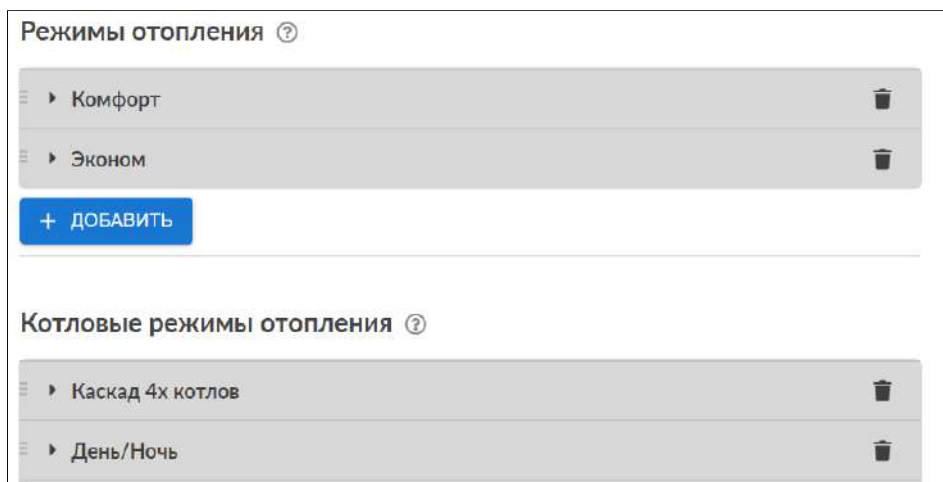 Режимы отопления ?
Комфорт
Эконом
+ ДОБАВИТЬ
Котловые режимы отопления ?
Каскад 4х котлов
День/Ночь